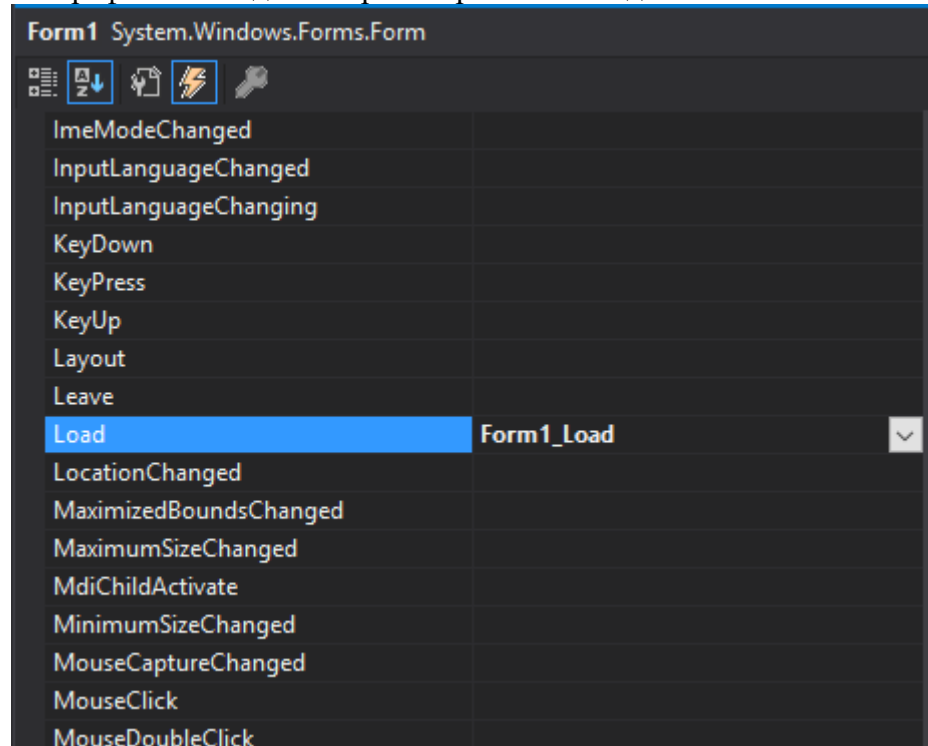 Form1 System.Windows.Forms.Form
ImeModeChanged
InputLanguageChanged
InputLanguageChanging
KeyDown
KeyPress
KeyUp
Layout
Leave
Load Form1_Load
LocationChanged
MaximizedBoundsChanged
MaximumSizeChanged
MdiChildActivate
MinimumSizeChanged
MouseCaptureChanged
MouseClick
MouseDoubleClick